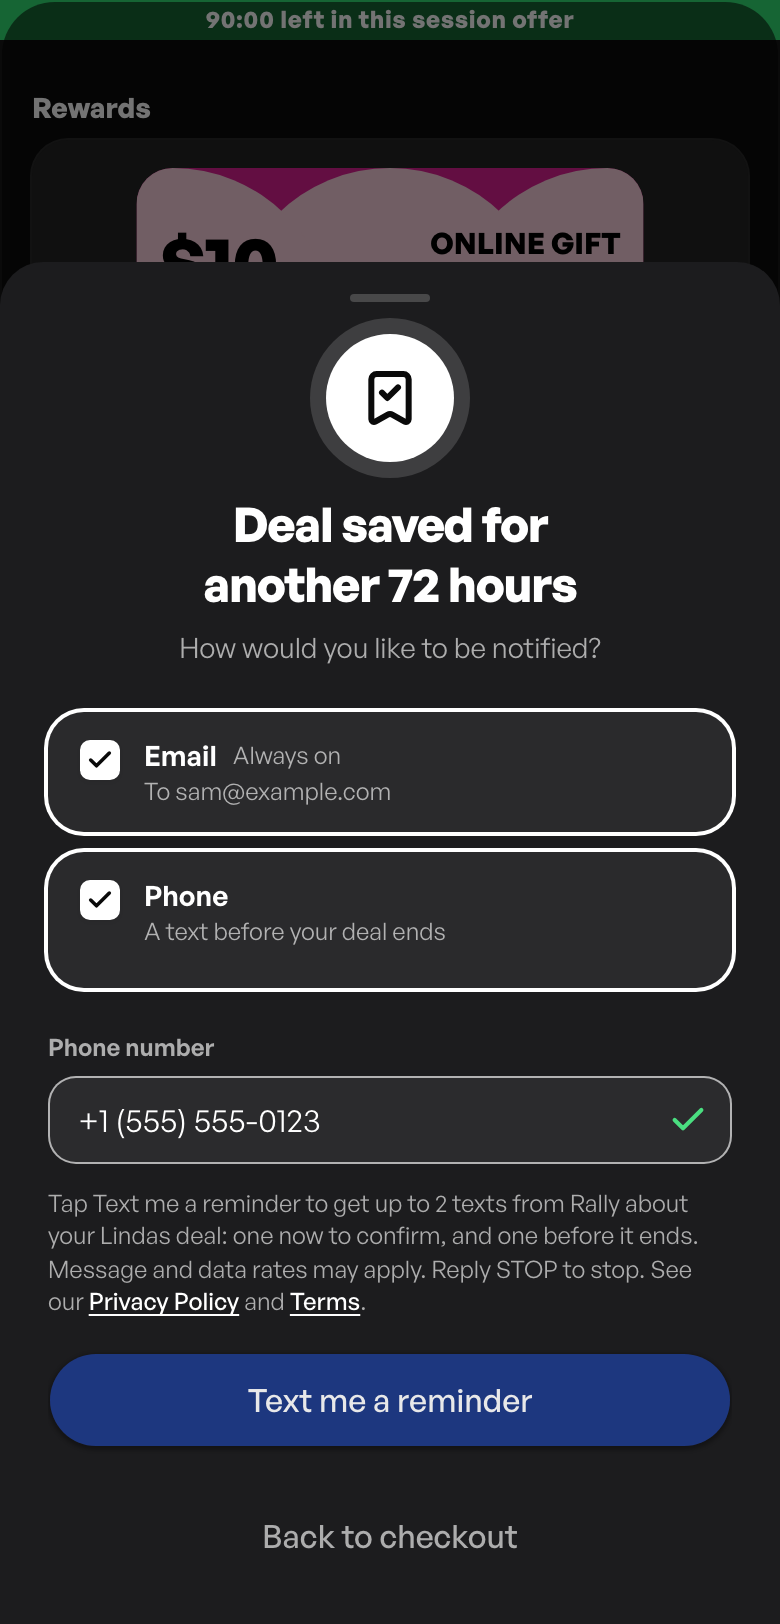 90:00 left in this session offer
Rewards
$10
ONLINE GIFT
Deal saved for
another 72 hours
How would you like to be notified?
Email Always on
To sam@example.com
Phone
A text before your deal ends
Phone number
+1 (555) 555-0123
Tap Text me a reminder to get up to 2 texts from Rally about
your Lindas deal: one now to confirm, and one before it ends.
Message and data rates may apply. Reply STOP to stop. See
our Privacy Policy and Terms.
Text me a reminder
Back to checkout